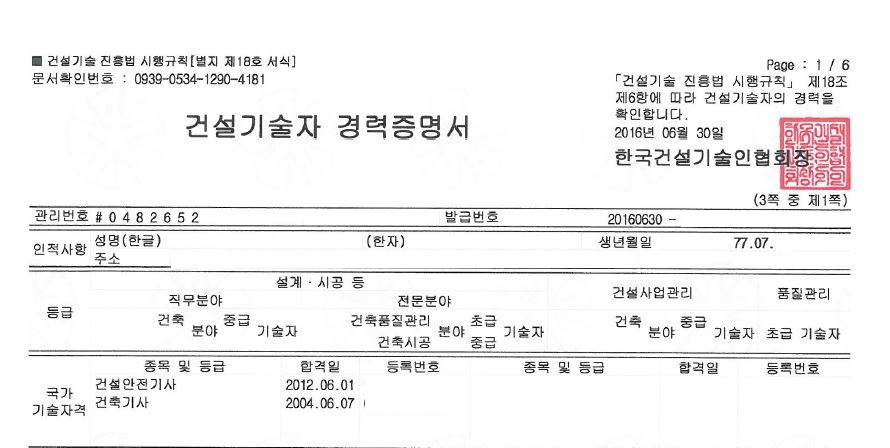 ■ 건설기술 진흥법 시행규칙[별지 제18호 서식]
문서확인번호 : 0939-0534-1290-4181
Page : 1 / 6
「건설기술 진흥법 시행규칙」 제18조
제6항에 따라 건설기술자의 경력을
확인합니다.
2016년 06월 30일
한국건설기술인협회장
건설기술자 경력증명서
(3쪽 중 제1쪽)
관리번호 #0482652 발급번호 20160630 -
인적사항 성명(한글) (한자) 생년월일 77.07.
주소
등급 설계·시공 등 건설사업관리 품질관리
직무분야 전문분야
건축 분야 중급 기술자 건축품질관리 분야 초급 기술자 건축 분야 중급 기술자 초급 기술자
건축시공 중급
국가 기술자격 종목 및 등급 합격일 등록번호 종목 및 등급 합격일 등록번호
건설안전기사 2012.06.01
건축기사 2004.06.07